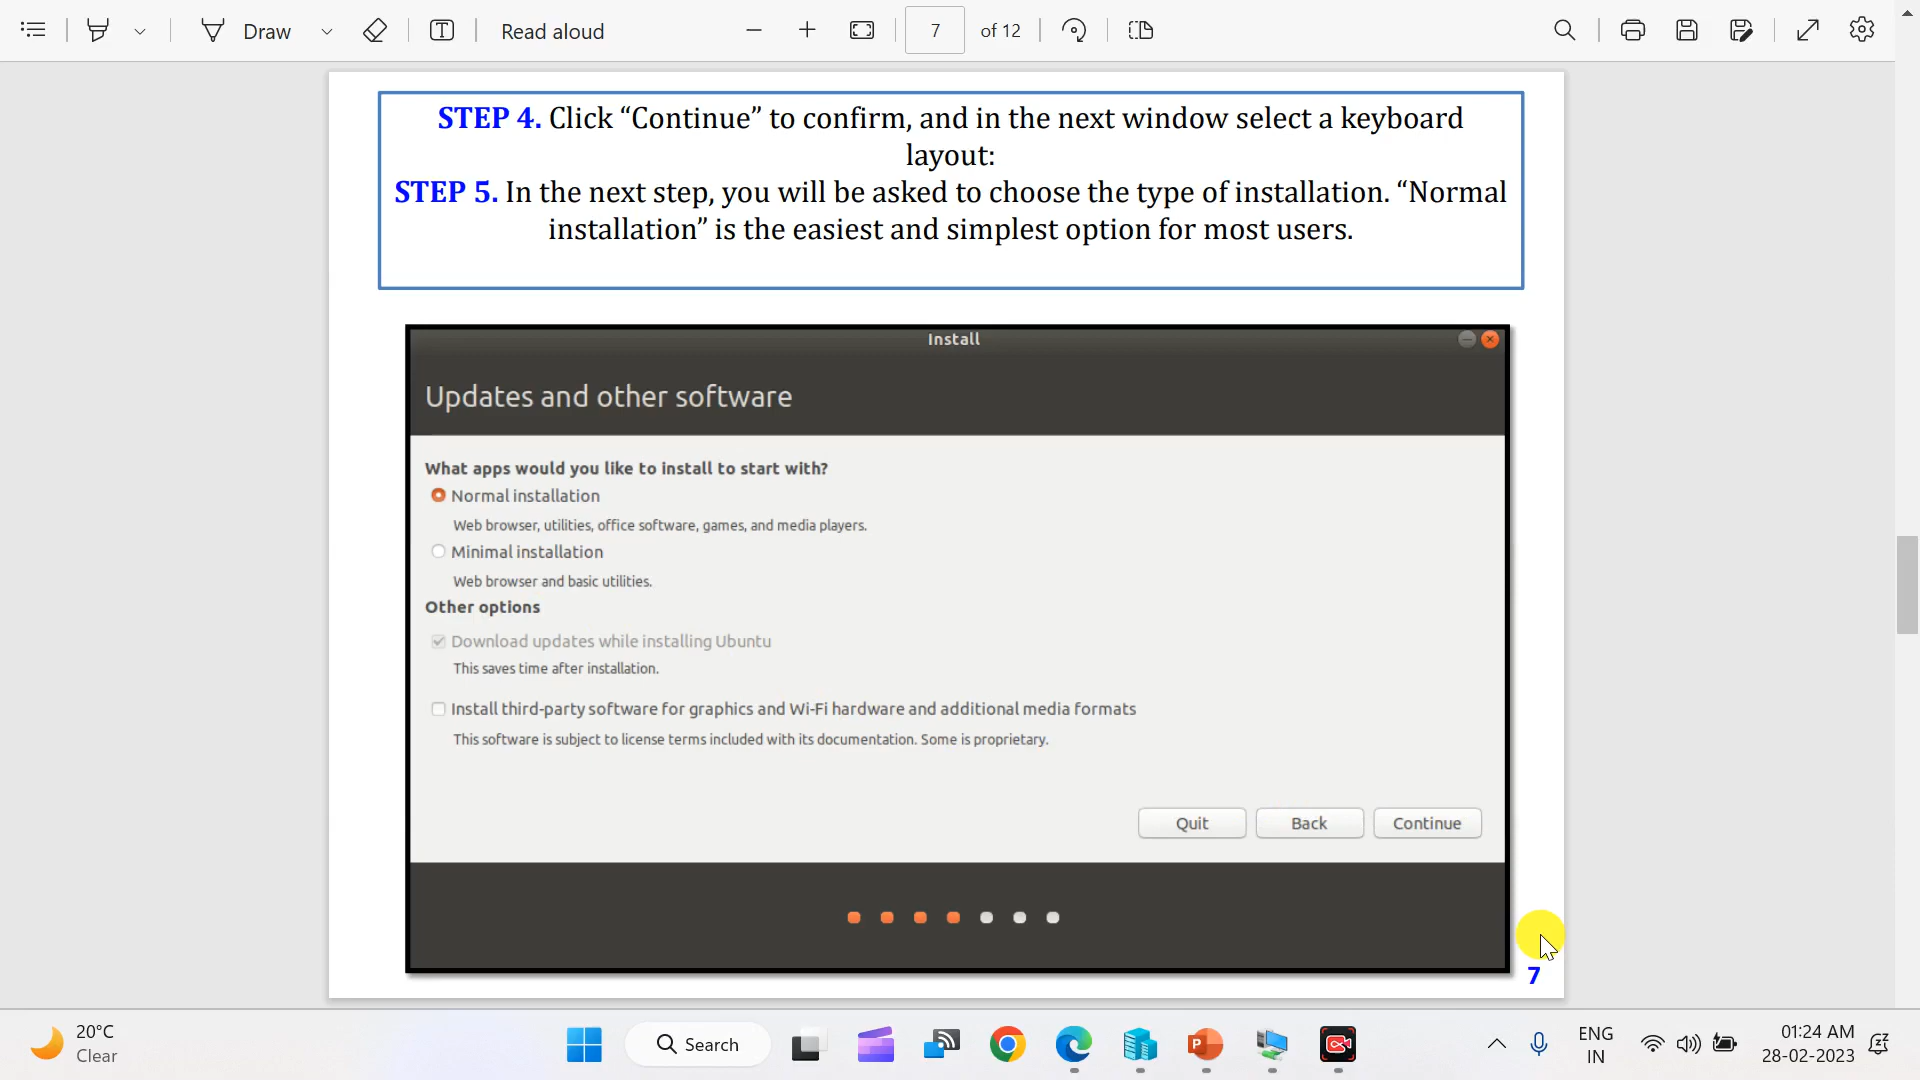 Draw
Read aloud
7
of 12
STEP 4. Click “Continue” to confirm, and in the next window select a keyboard
layout:
STEP 5. In the next step, you will be asked to choose the type of installation. “Normal
installation” is the easiest and simplest option for most users.
Install
Updates and other software
What apps would you like to install to start with?
Normal installation
Web browser, utilities, office software, games, and media players.
Minimal installation
Web browser and basic utilities.
Other options
Download updates while installing Ubuntu
This saves time after installation.
Install third-party software for graphics and Wi-Fi hardware and additional media formats
This software is subject to license terms included with its documentation. Some is proprietary.
Quit
Back
Continue
7
20°C
Clear
Search
ENG
IN
01:24 AM
28-02-2023